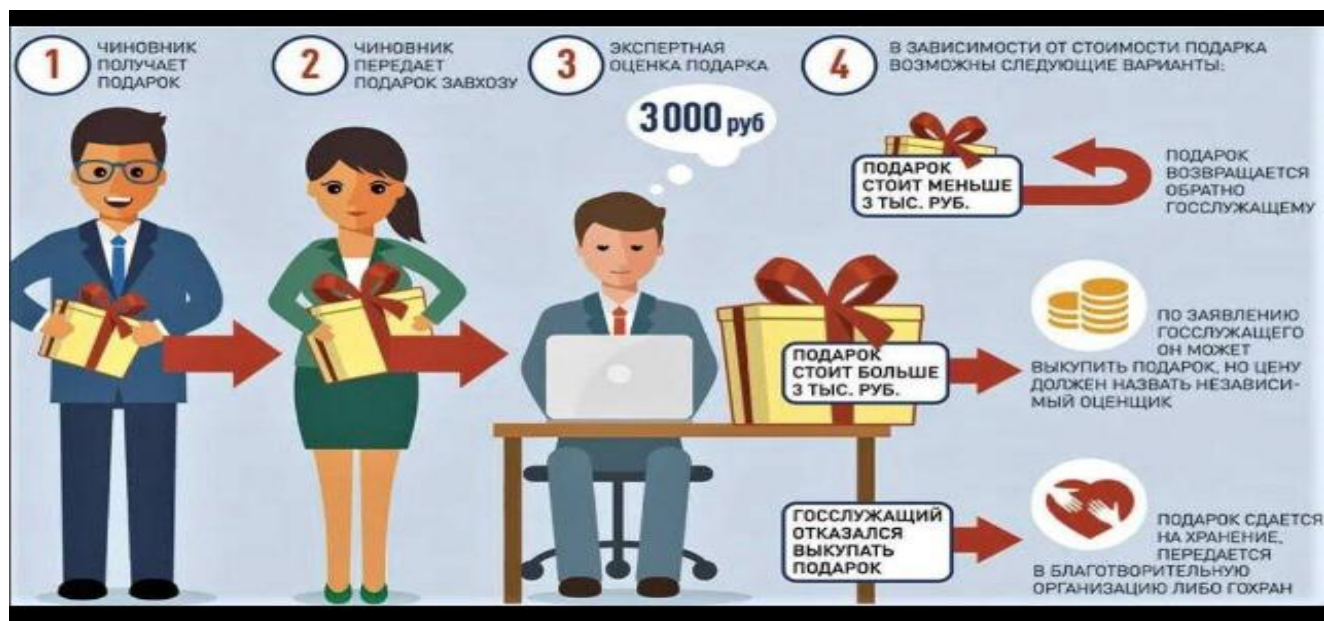 1
ЧИНОВНИК
ПОЛУЧАЕТ
ПОДАРОК
2
ЧИНОВНИК
ПЕРЕДАЕТ
ПОДАРОК ЗАВХОЗУ
3
ЭКСПЕРТНАЯ
ОЦЕНКА ПОДАРКА
3000 руб
4
В ЗАВИСИМОСТИ ОТ СТОИМОСТИ ПОДАРКА
ВОЗМОЖНЫ СЛЕДУЮЩИЕ ВАРИАНТЫ:
ПОДАРОК
СТОИТ МЕНЬШЕ
3 ТЫС. РУБ.
ПОДАРОК
ВОЗВРАЩАЕТСЯ
ОБРАТНО
ГОССЛУЖАЩЕМУ
ПОДАРОК
СТОИТ БОЛЬШЕ
3 ТЫС. РУБ.
ПО ЗАЯВЛЕНИЮ
ГОССЛУЖАЩЕГО
ОН МОЖЕТ
ВЫКУПИТЬ ПОДАРОК, НО ЦЕНУ
ДОЛЖЕН НАЗВАТЬ НЕЗАВИСИ-
МЫЙ ОЦЕНЩИК
ГОССЛУЖАЩИЙ
ОТКАЗАЛСЯ
ВЫКУПАТЬ
ПОДАРОК
ПОДАРОК СДАЕТСЯ
НА ХРАНЕНИЕ,
ПЕРЕДАЕТСЯ
В БЛАГОТВОРИТЕЛЬНУЮ
ОРГАНИЗАЦИЮ ЛИБО ГОХРАН